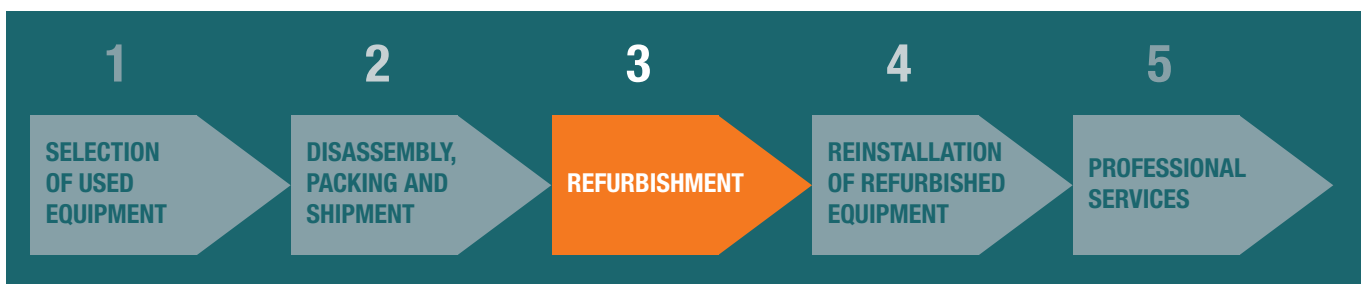 1
2
3
4
5
SELECTION
OF USED
EQUIPMENT
DISASSEMBLY,
PACKING AND
SHIPMENT
REFURBISHMENT
REINSTALLATION
OF REFURBISHED
EQUIPMENT
PROFESSIONAL
SERVICES